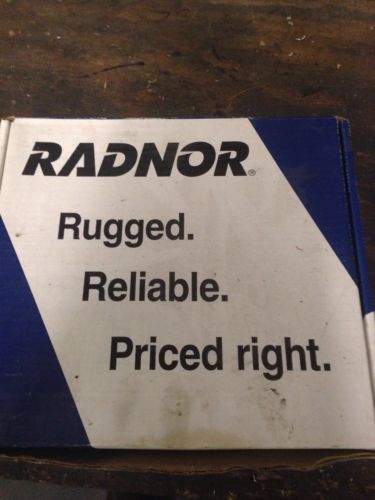 RADNOR®
Rugged.
Reliable.
Priced right.